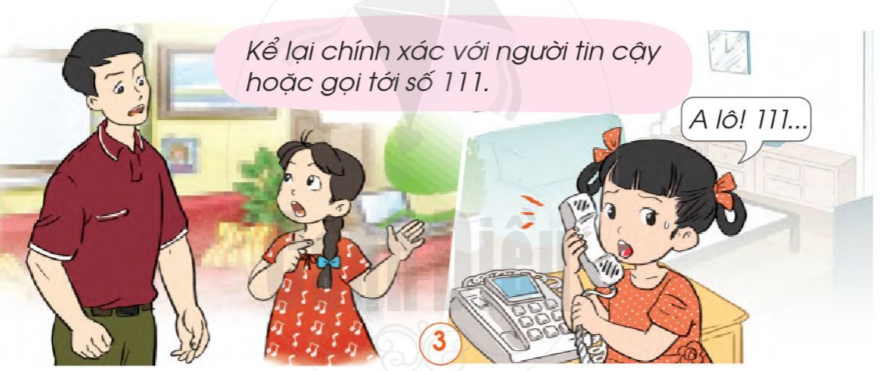 Kể lại chính xác với người tin cậy
hoặc gọi tới số 111.
A lô! 111...
3